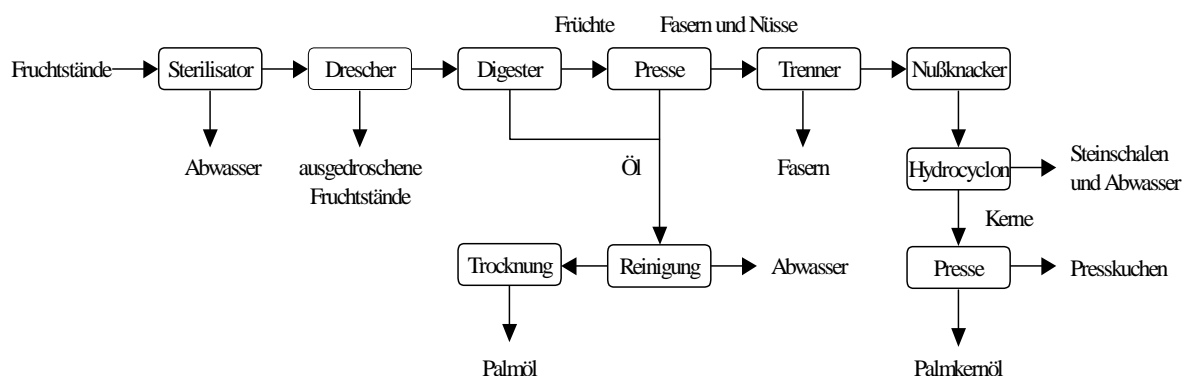 Früchte
Fasern und Nüsse
Fruchtstände
Sterilisator
Drescher
Digester
Presse
Trenner
Nußknacker
Abwasser
ausgedroschene
Fruchtstände
Öl
Fasern
Hydrocyclon
Steinschalen
und Abwasser
Kerne
Trocknung
Reinigung
Abwasser
Presse
Presskuchen
Palmöl
Palmkernöl